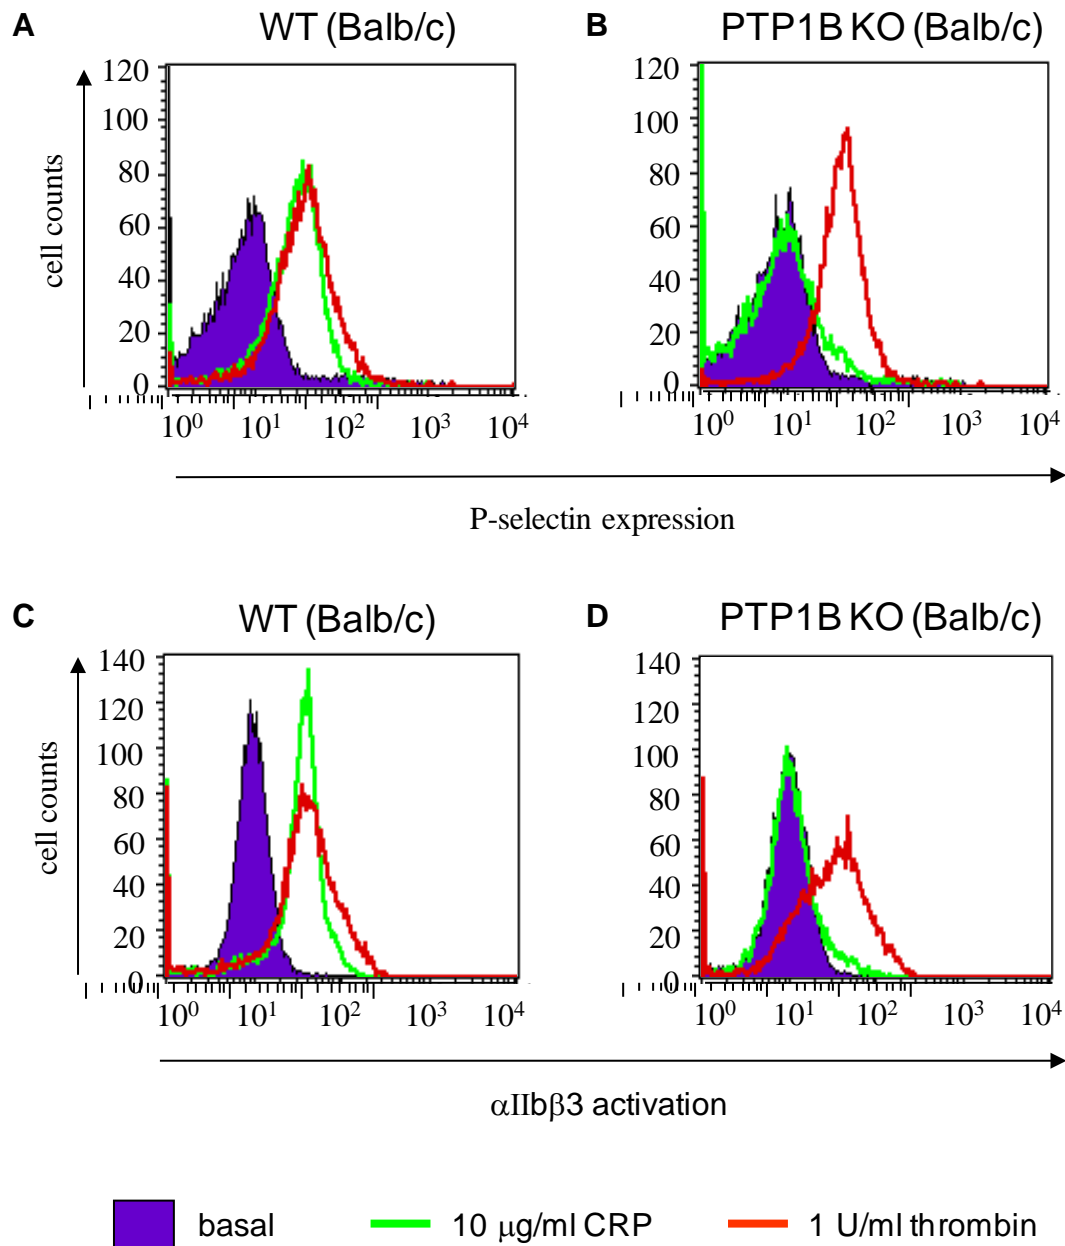 A WT (Balb/c) B PTP1B KO (Balb/c)
120 120
100 100
80 80
60 60
40 40
20 20
0 0
cell counts
10⁰ 10¹ 10² 10³ 10⁴ 10⁰ 10¹ 10² 10³ 10⁴
P-selectin expression
C WT (Balb/c) D PTP1B KO (Balb/c)
140 140
120 120
100 100
80 80
60 60
40 40
20 20
0 0
cell counts
10⁰ 10¹ 10² 10³ 10⁴ 10⁰ 10¹ 10² 10³ 10⁴
αIIbβ3 activation
basal 10 μg/ml CRP 1 U/ml thrombin